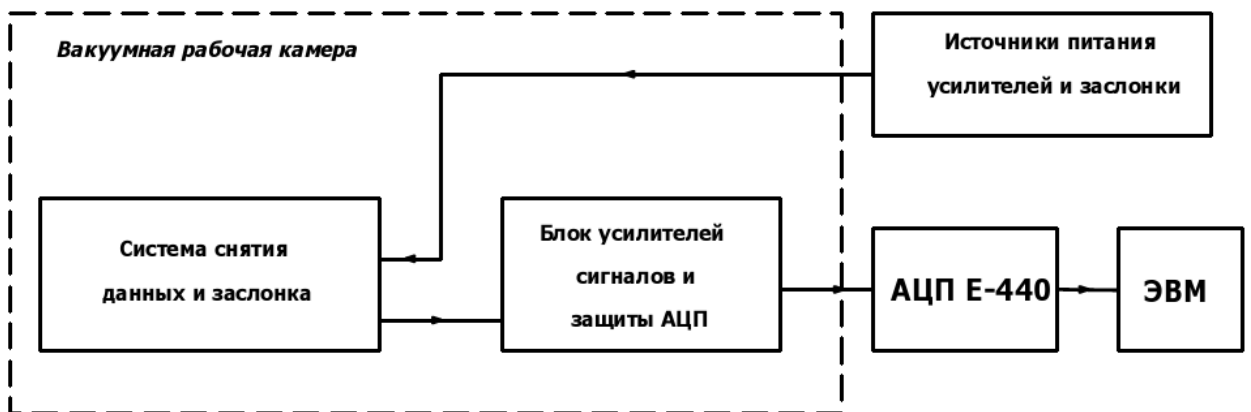 Вакуумная рабочая камера
Источники питания
усилителей и заслонки
Система снятия
данных и заслонка
Блок усилителей
сигналов и
защиты АЦП
АЦП Е-440
ЭВМ